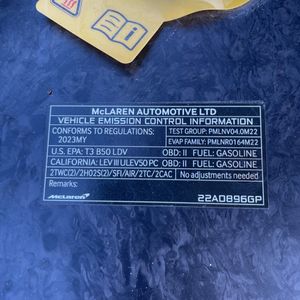 McLAREN AUTOMOTIVE LTD
VEHICLE EMISSION CONTROL INFORMATION
CONFORMS TO REGULATIONS: 2023MY
TEST GROUP: PMLNV04.0M22
EVAP FAMILY: PMLNR0164M22
U.S. EPA: T3 B50 LDV OBD: II FUEL: GASOLINE
CALIFORNIA: LEV III ULEV50 PC OBD: II FUEL: GASOLINE
2TWC(2)/2HO2S(2)/SFI/AIR/2TC/2CAC No adjustments needed
Remarks:
McLaren 22A0896GP